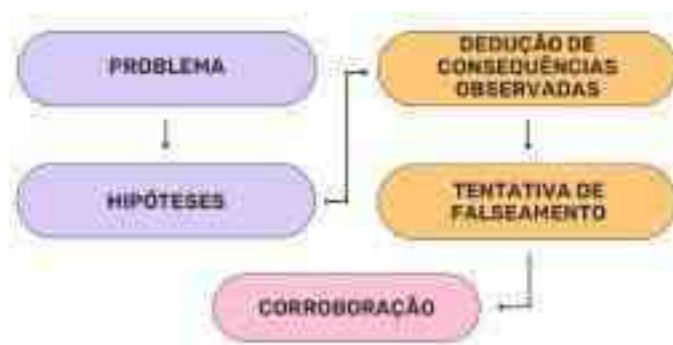 PROBLEMA
HIPÓTESES
DEDUÇÃO DE
CONSEQUÊNCIAS
OBSERVADAS
TENTATIVA DE
FALSEAMENTO
CORROBORAÇÃO